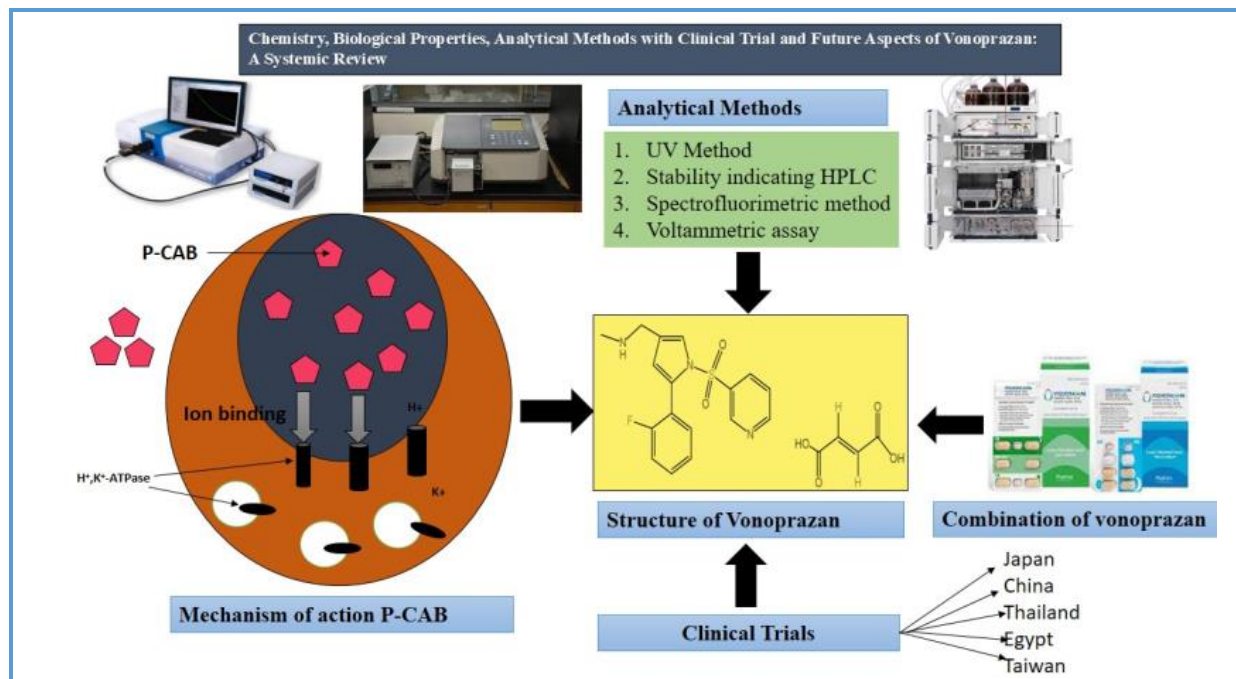 Chemistry, Biological Properties, Analytical Methods with Clinical Trial and Future Aspects of Vonoprazan:
A Systemic Review
Analytical Methods
1. UV Method
2. Stability indicating HPLC
3. Spectrofluorimetric method
4. Voltammetric assay
P-CAB
Ion binding
H+
H⁺,K⁺-ATPase
K+
Mechanism of action P-CAB
N
H
N
S
O
O
F
N
O
OH
H
H
O
OH
Structure of Vonoprazan
Combination of vonoprazan
Clinical Trials
Japan
China
Thailand
Egypt
Taiwan